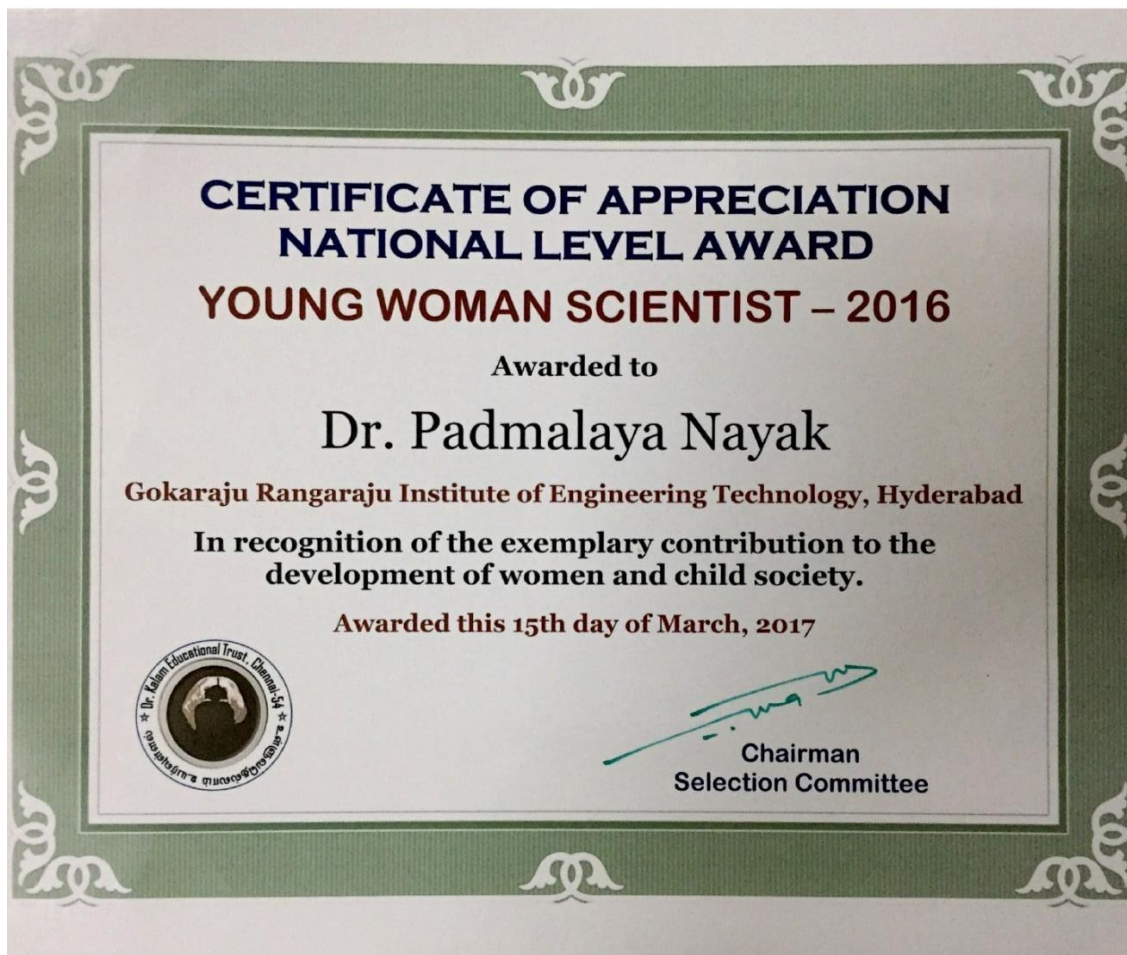 CERTIFICATE OF APPRECIATION
NATIONAL LEVEL AWARD
YOUNG WOMAN SCIENTIST – 2016
Awarded to
Dr. Padmalaya Nayak
Gokaraju Rangaraju Institute of Engineering Technology, Hyderabad
In recognition of the exemplary contribution to the
development of women and child society.
Awarded this 15th day of March, 2017
Dr. Kalam Educational Trust, Chennai-54
Chairman
Selection Committee